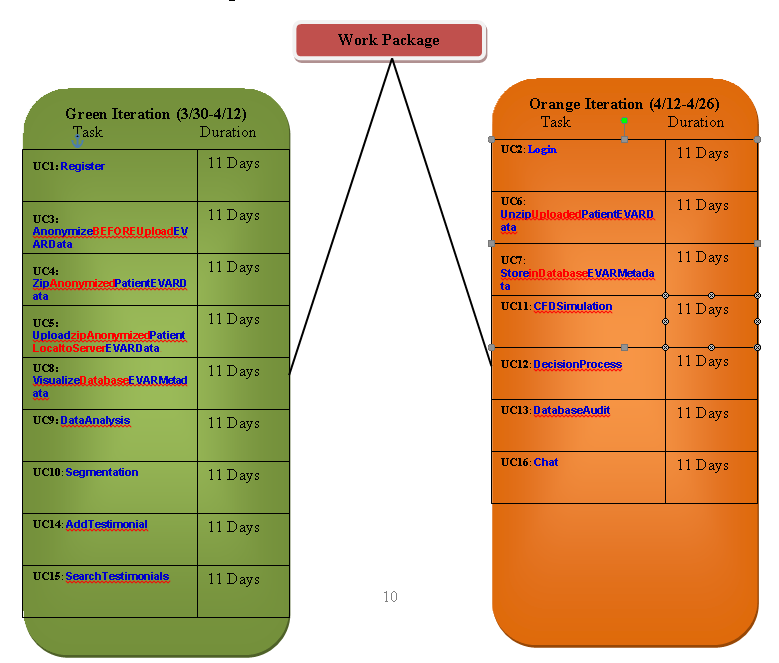 Work Package
Green Iteration (3/30-4/12)
Task Duration
UC1: Register 11 Days
UC3: 11 Days
AnonymizeBEFOREUploadEV
ARData
UC4: 11 Days
ZipAnonymizedPatientEVARD
ata
UC5: 11 Days
UploadzipAnonymizedPatient
LocaltoServerEVARData
UC8: 11 Days
VisualizeDatabaseEVARMetad
ata
UC9: DataAnalysis 11 Days
UC10: Segmentation 11 Days
UC14: AddTestimonial 11 Days
UC15: SearchTestimonials 11 Days
Orange Iteration (4/12-4/26)
Task Duration
UC2: Login 11 Days
UC6: 11 Days
UnzipUploadedPatientEVARD
ata
UC7: 11 Days
StoreinDatabaseEVARMetada
ta
UC11: CFDSimulation 11 Days
UC12: DecisionProcess 11 Days
UC13: DatabaseAudit 11 Days
UC16: Chat 11 Days
10